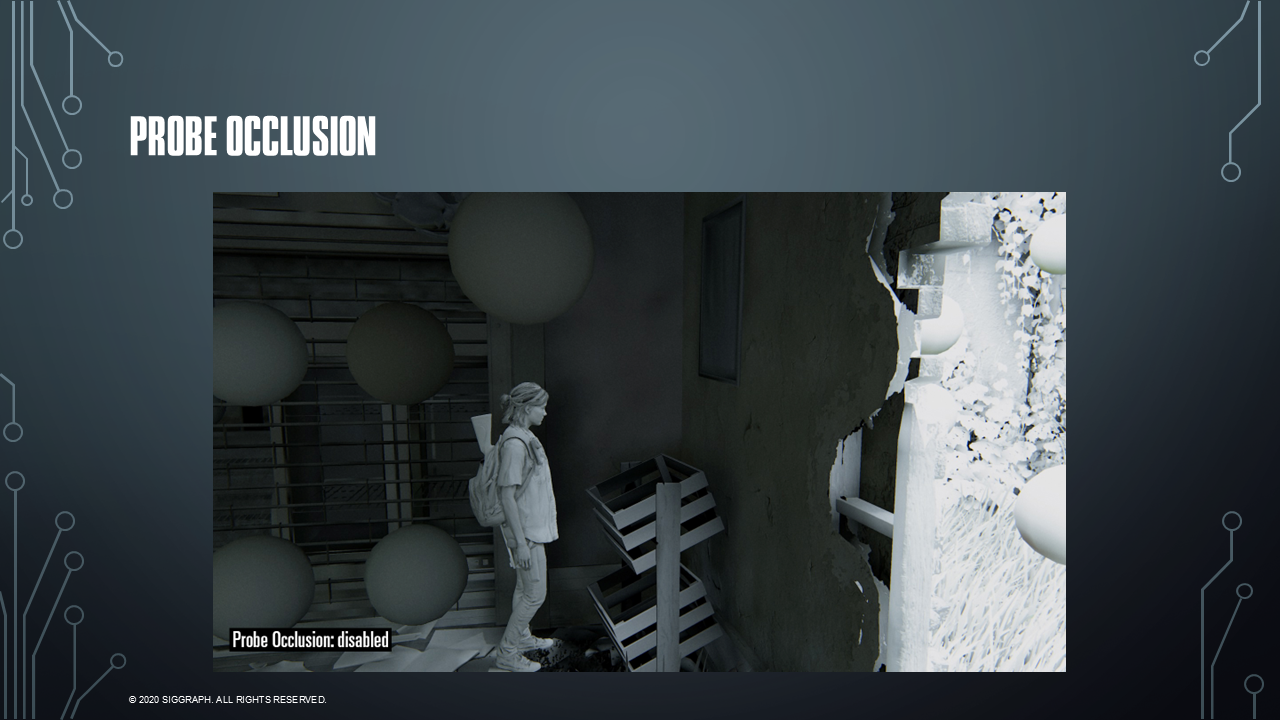 PROBE OCCLUSION
Probe Occlusion: disabled
© 2020 SIGGRAPH. ALL RIGHTS RESERVED.